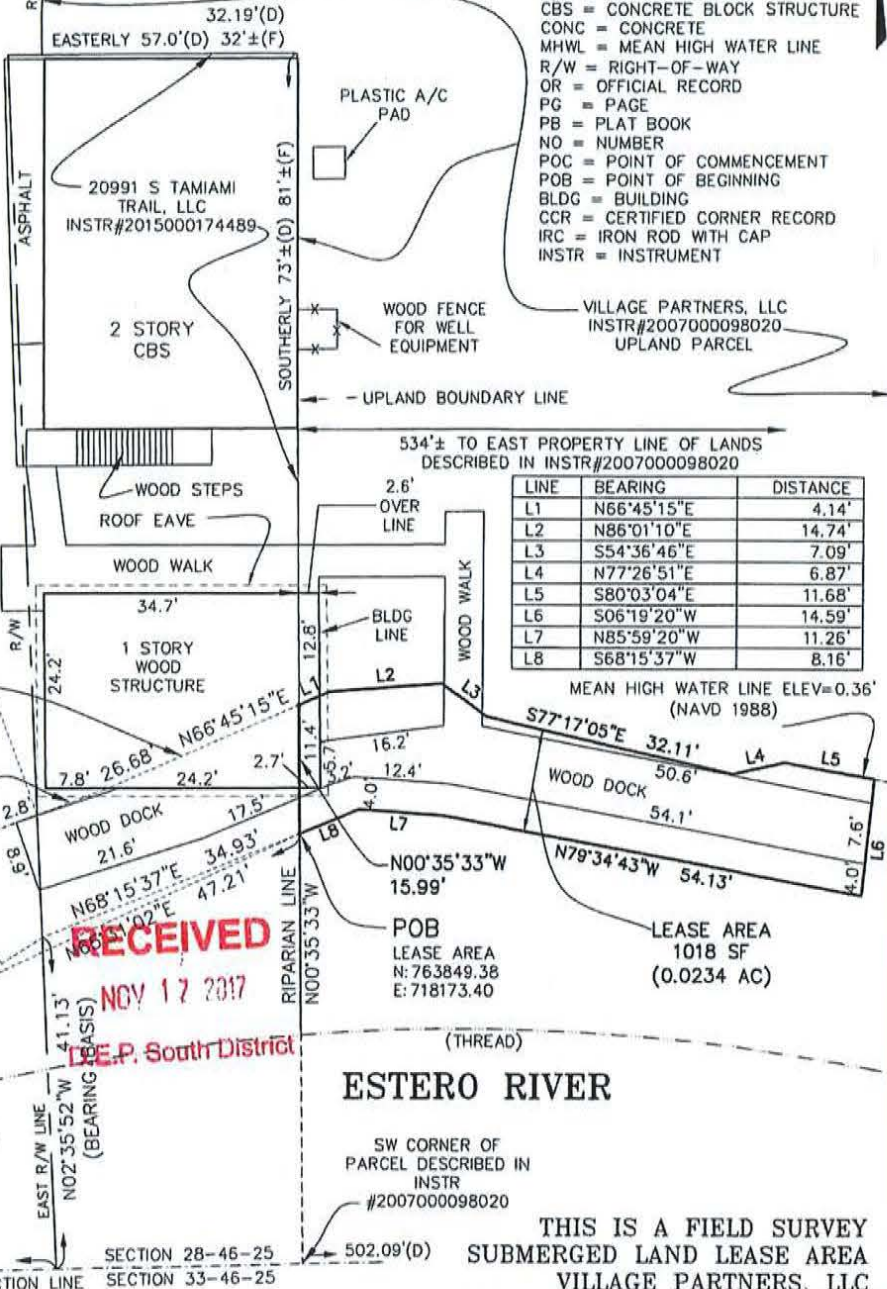 32.19'(D)
EASTERLY 57.0'(D) 32'±(F)
CBS = CONCRETE BLOCK STRUCTURE
CONC = CONCRETE
MHWL = MEAN HIGH WATER LINE
R/W = RIGHT-OF-WAY
OR = OFFICIAL RECORD
PG = PAGE
PB = PLAT BOOK
NO = NUMBER
POC = POINT OF COMMENCEMENT
POB = POINT OF BEGINNING
BLDG = BUILDING
CCR = CERTIFIED CORNER RECORD
IRC = IRON ROD WITH CAP
INSTR = INSTRUMENT
PLASTIC A/C
PAD
ASPHALT
20991 S TAMIAMI
TRAIL, LLC
INSTR#2015000174489
SOUTHERLY 73'±(D) 81'±(F)
2 STORY
CBS
WOOD FENCE
FOR WELL
EQUIPMENT
VILLAGE PARTNERS, LLC
INSTR#2007000098020
UPLAND PARCEL
UPLAND BOUNDARY LINE
534'± TO EAST PROPERTY LINE OF LANDS
DESCRIBED IN INSTR#2007000098020
WOOD STEPS
ROOF EAVE
2.6'
OVER
LINE
WOOD WALK
WOOD WALK
LINE BEARING DISTANCE
L1 N66°45'15"E 4.14'
L2 N86°01'10"E 14.74'
L3 S54°36'46"E 7.09'
L4 N77°26'51"E 6.87'
L5 S80°03'04"E 11.68'
L6 S06°19'20"W 14.59'
L7 N85°59'20"W 11.26'
L8 S68°15'37"W 8.16'
34.7'
R/W
24.2'
1 STORY
WOOD
STRUCTURE
12.8'
BLDG
LINE
MEAN HIGH WATER LINE ELEV=0.36'
(NAVD 1988)
N66°45'15"E
L1
L2
L3
S77°17'05"E 32.11'
L4
L5
7.8' 26.68'
24.2'
2.7'
11.4'
16.2'
12.4'
50.6'
WOOD DOCK
54.1'
7.6'
L6
2.8'
WOOD DOCK
17.5'
21.6'
6.8'
4.0'
L8
L7
N79°34'43"W 54.13'
4.0'
N68°15'37"E 34.93'
47.21'
N00°35'33"W
15.99'
POB
LEASE AREA
N: 763849.38
E: 718173.40
LEASE AREA
1018 SF
(0.0234 AC)
RIPARIAN LINE
N00°35'33"W
RECEIVED
NOV 17 2017
D.E.P. South District
(THREAD)
ESTERO RIVER
EAST R/W LINE
N02°35'52"W 41.13'
(BEARING BASIS)
SW CORNER OF
PARCEL DESCRIBED IN
INSTR
#2007000098020
SECTION 28-46-25
SECTION 33-46-25
502.09'(D)
THIS IS A FIELD SURVEY
SUBMERGED LAND LEASE AREA
VILLAGE PARTNERS, LLC